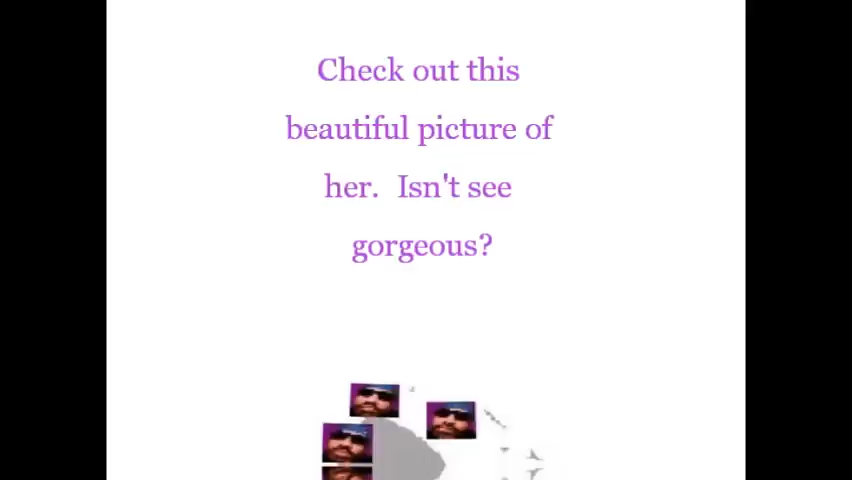 Check out this
beautiful picture of
her. Isn't see
gorgeous?